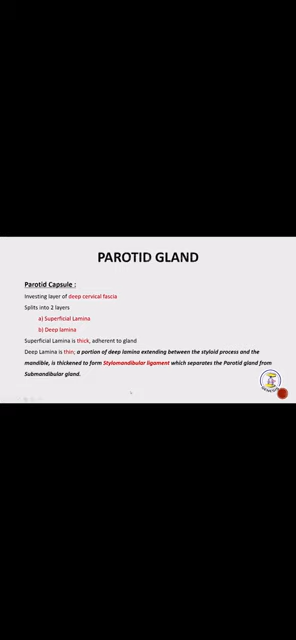 PAROTID GLAND
Parotid Capsule :
Investing layer of deep cervical fascia
Splits into 2 layers
a) Superficial Lamina
b) Deep lamina
Superficial Lamina is thick, adherent to gland
Deep Lamina is thin; a portion of deep lamina extending between the styloid process and the
mandible, is thickened to form Stylomandibular ligament which separates the Parotid gland from
Submandibular gland.